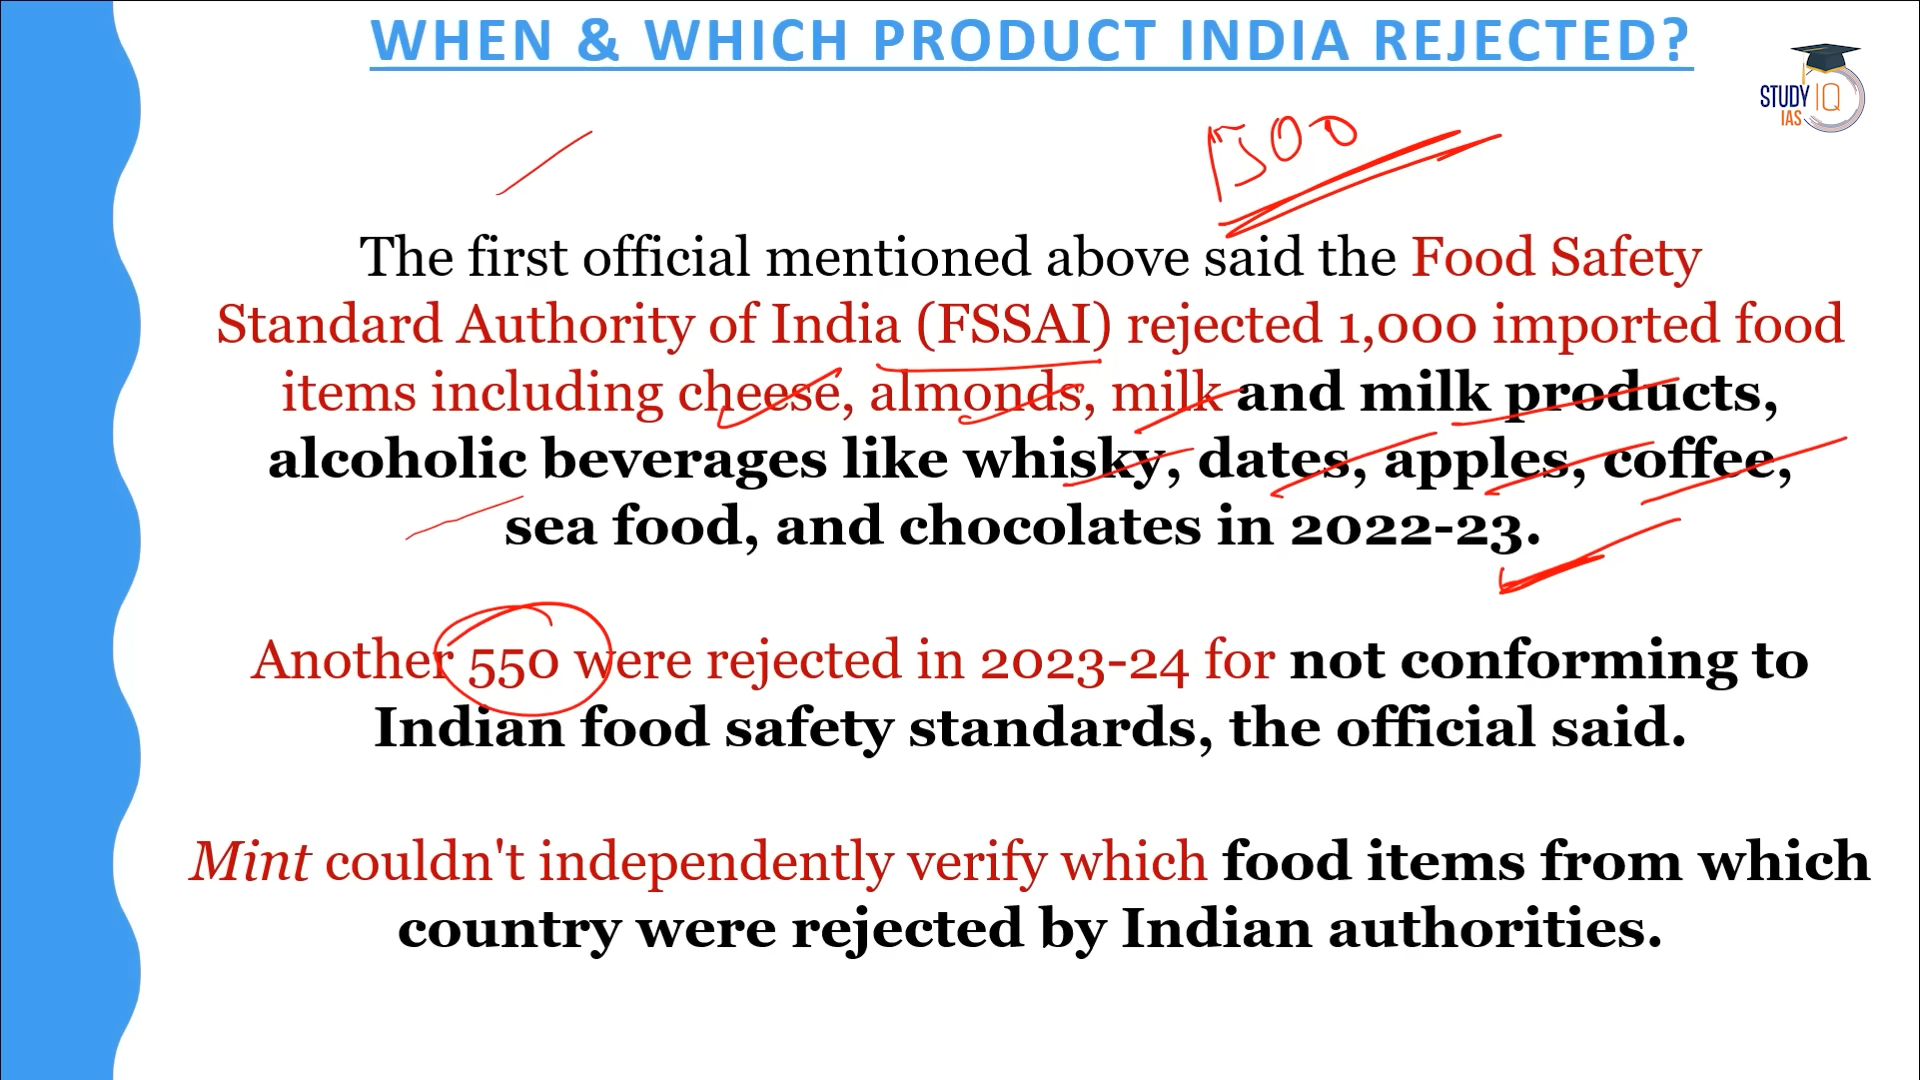 WHEN & WHICH PRODUCT INDIA REJECTED?
STUDY IQ
IAS
1500
The first official mentioned above said the Food Safety
Standard Authority of India (FSSAI) rejected 1,000 imported food
items including cheese, almonds, milk and milk products,
alcoholic beverages like whisky, dates, apples, coffee,
sea food, and chocolates in 2022-23.
Another 550 were rejected in 2023-24 for not conforming to
Indian food safety standards, the official said.
Mint couldn't independently verify which food items from which
country were rejected by Indian authorities.